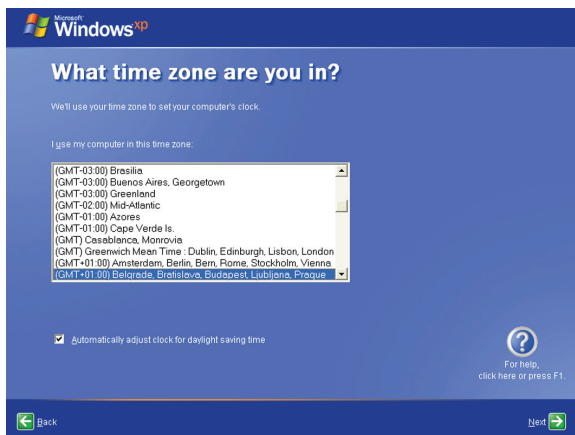 Microsoft
Windows xp
What time zone are you in?
We'll use your time zone to set your computer's clock.
I use my computer in this time zone:
(GMT-03:00) Brasilia
(GMT-03:00) Buenos Aires, Georgetown
(GMT-03:00) Greenland
(GMT-02:00) Mid-Atlantic
(GMT-01:00) Azores
(GMT-01:00) Cape Verde Is.
(GMT) Casablanca, Monrovia
(GMT) Greenwich Mean Time : Dublin, Edinburgh, Lisbon, London
(GMT+01:00) Amsterdam, Berlin, Bern, Rome, Stockholm, Vienna
(GMT+01:00) Belgrade, Bratislava, Budapest, Ljubljana, Prague
Automatically adjust clock for daylight saving time
?
For help,
click here or press F1.
Back
Next